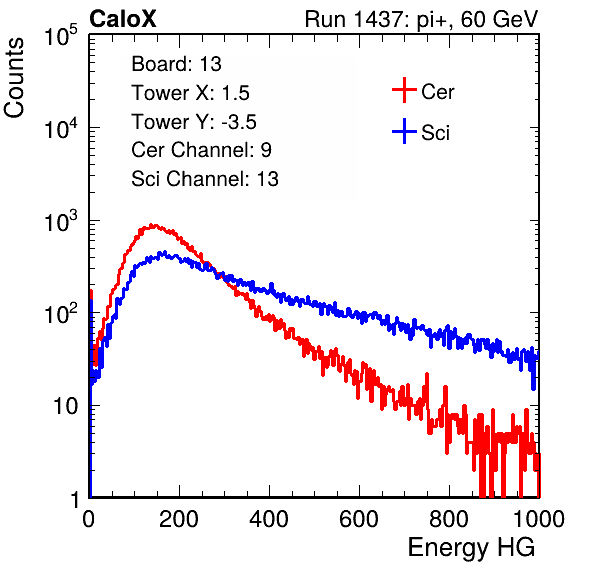 CaloX Run 1437: pi+, 60 GeV
Counts
Board: 13
Tower X: 1.5
Tower Y: -3.5
Cer Channel: 9
Sci Channel: 13
Cer
Sci
10^5
10^4
10^3
10^2
10
1
0 200 400 600 800 1000
Energy HG